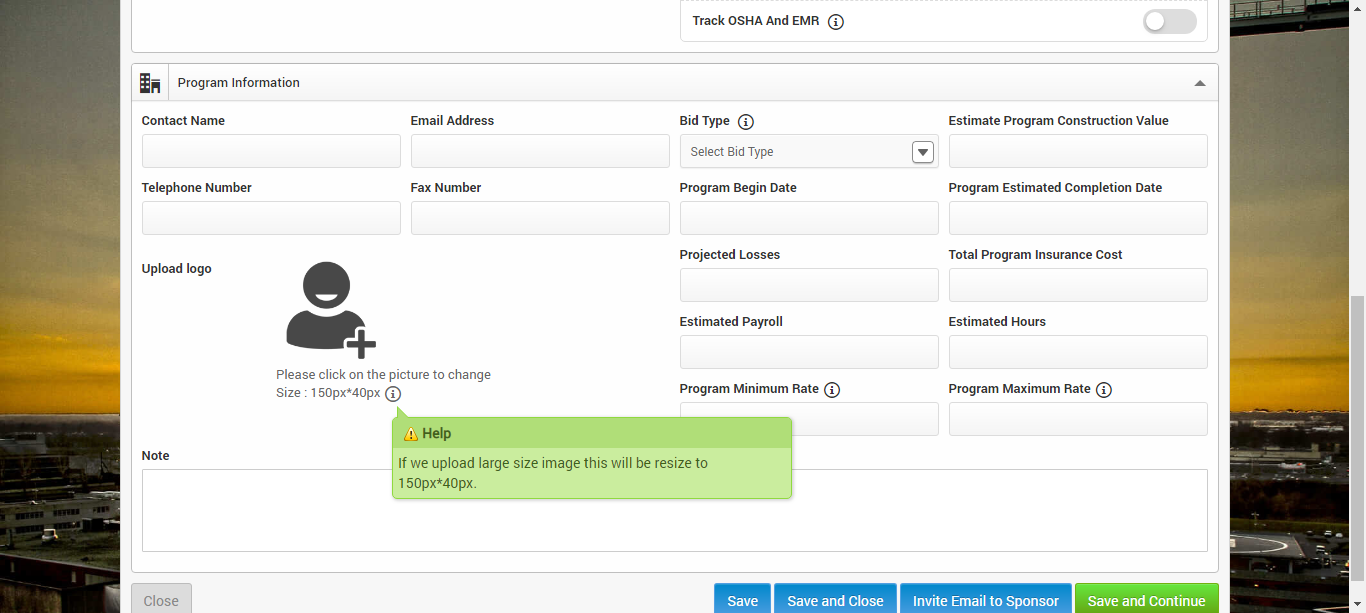 Track OSHA And EMR
Program Information
Contact Name
Email Address
Bid Type
Estimate Program Construction Value
Select Bid Type
Telephone Number
Fax Number
Program Begin Date
Program Estimated Completion Date
Upload logo
Projected Losses
Total Program Insurance Cost
Estimated Payroll
Estimated Hours
Please click on the picture to change
Size : 150px*40px
Program Minimum Rate
Program Maximum Rate
Help
If we upload large size image this will be resize to
150px*40px.
Note
Close
Save
Save and Close
Invite Email to Sponsor
Save and Continue